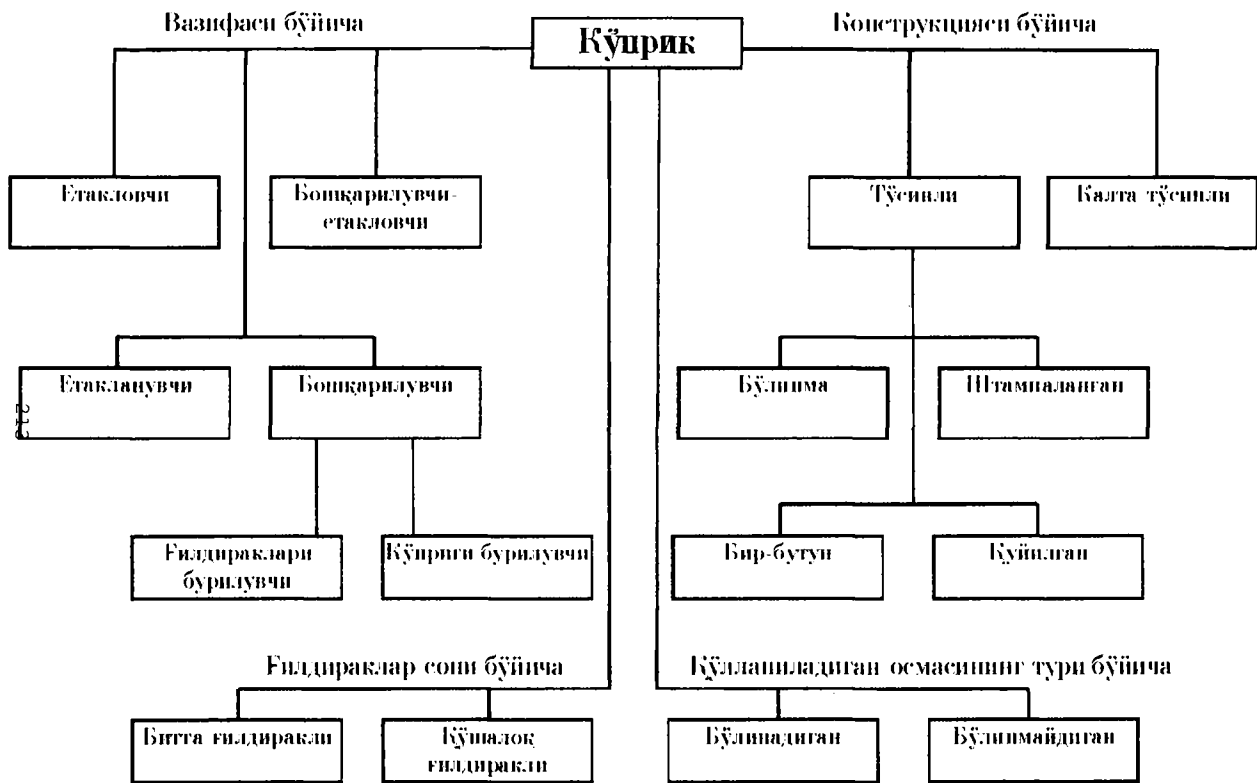 Вазифаси бўйича
Кўприк
Конструкцияси бўйича
Етакловчи
Бошқарилувчи-
етакловчи
Тўсинли
Калта тўсинли
Етакланувчи
Бошқарилувчи
Бўлинма
Штампаланган
213
Ғилдираклари
бурилувчи
Кўприги бурилувчи
Бир-бутун
Қуйилган
Ғилдираклар сони бўйича
Қўлланиладиган осмасининг тури бўйича
Битта ғилдиракли
Қўшалоқ
ғилдиракли
Бўлинадиган
Бўлинмайдиган